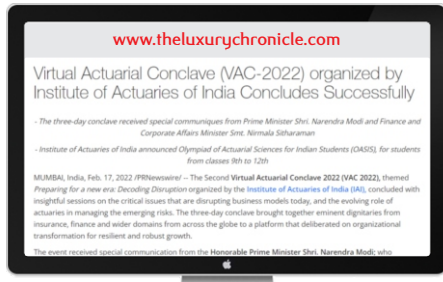 www.theluxurychronicle.com
Virtual Actuarial Conclave (VAC-2022) organized by
Institute of Actuaries of India Concludes Successfully
- The three-day conclave received special communiques from Prime Minister Shri. Narendra Modi and Finance and
Corporate Affairs Minister Smt. Nirmala Sitharaman
- Institute of Actuaries of India announced Olympiad of Actuarial Sciences for Indian Students (OASIS), for students
from classes 9th to 12th
MUMBAI, India, Feb. 17, 2022 /PRNewswire/ -- The Second Virtual Actuarial Conclave 2022 (VAC 2022), themed
Preparing for a new era: Decoding Disruption organized by the Institute of Actuaries of India (IAI), concluded with
insightful sessions on the critical issues that are disrupting business models today, and the evolving role of
actuaries in managing the emerging risks. The three-day conclave brought together eminent dignitaries from
insurance, finance and wider domains from across the globe to a platform that deliberated on organizational
transformation for resilient and robust growth.
The event received special communication from the Honorable Prime Minister Shri. Narendra Modi; who